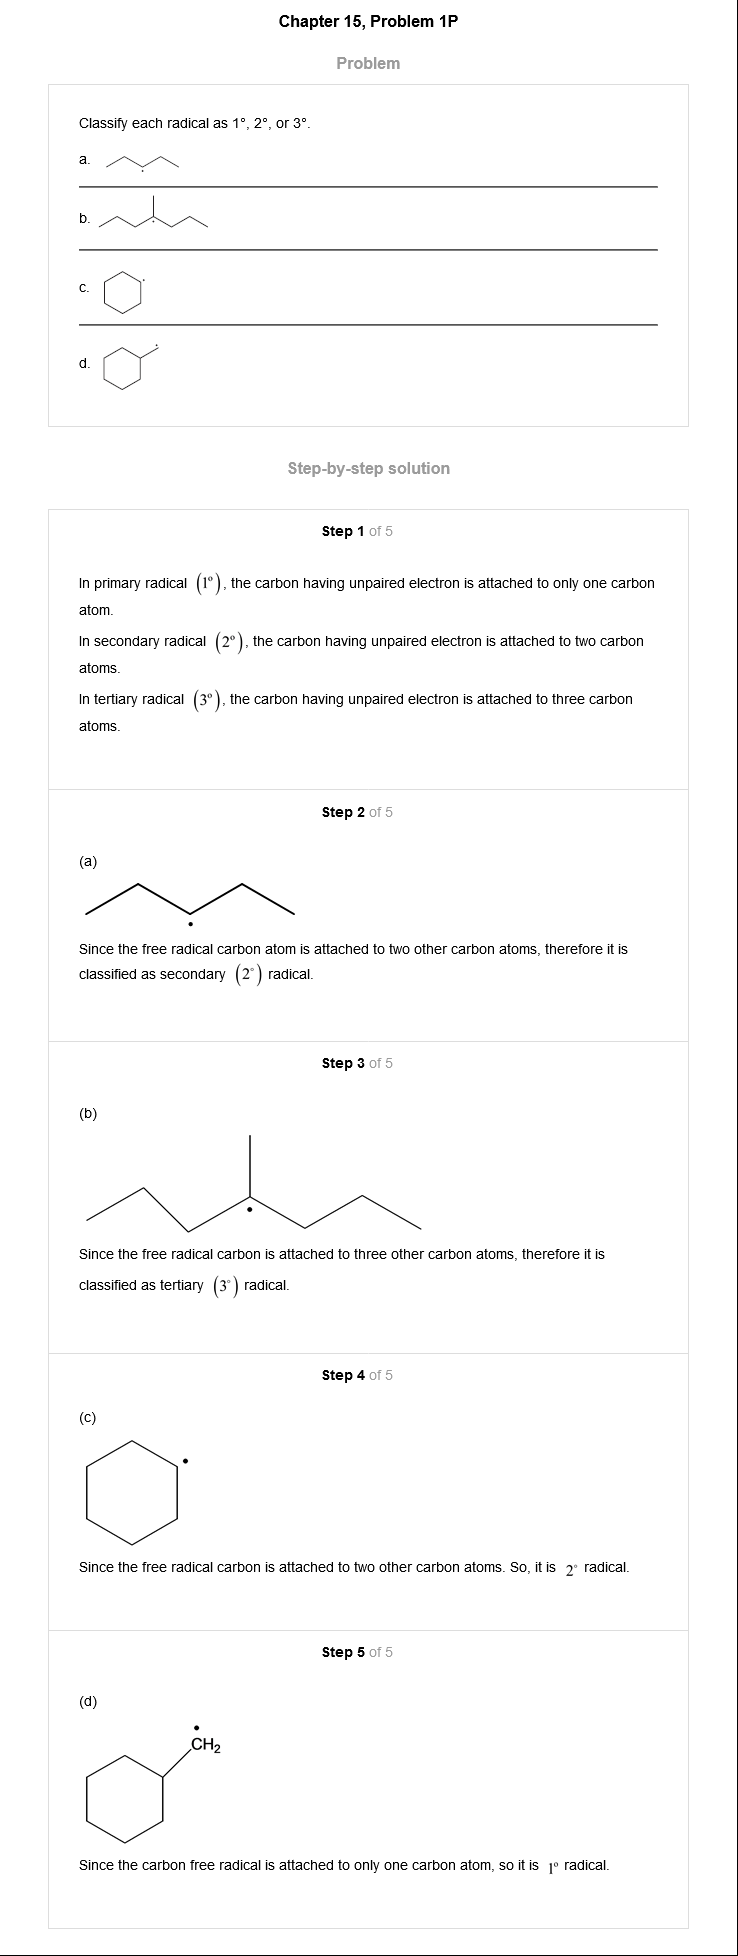 Chapter 15, Problem 1P
Problem
Classify each radical as 1°, 2°, or 3°.
a.
b.
c.
d.
Step-by-step solution
Step 1 of 5
In primary radical (1º), the carbon having unpaired electron is attached to only one carbon
atom.
In secondary radical (2º), the carbon having unpaired electron is attached to two carbon
atoms.
In tertiary radical (3º), the carbon having unpaired electron is attached to three carbon
atoms.
Step 2 of 5
(a)
Since the free radical carbon atom is attached to two other carbon atoms, therefore it is
classified as secondary (2°) radical.
Step 3 of 5
(b)
Since the free radical carbon is attached to three other carbon atoms, therefore it is
classified as tertiary (3°) radical.
Step 4 of 5
(c)
Since the free radical carbon is attached to two other carbon atoms. So, it is 2° radical.
Step 5 of 5
(d)
CH₂
Since the carbon free radical is attached to only one carbon atom, so it is 1º radical.